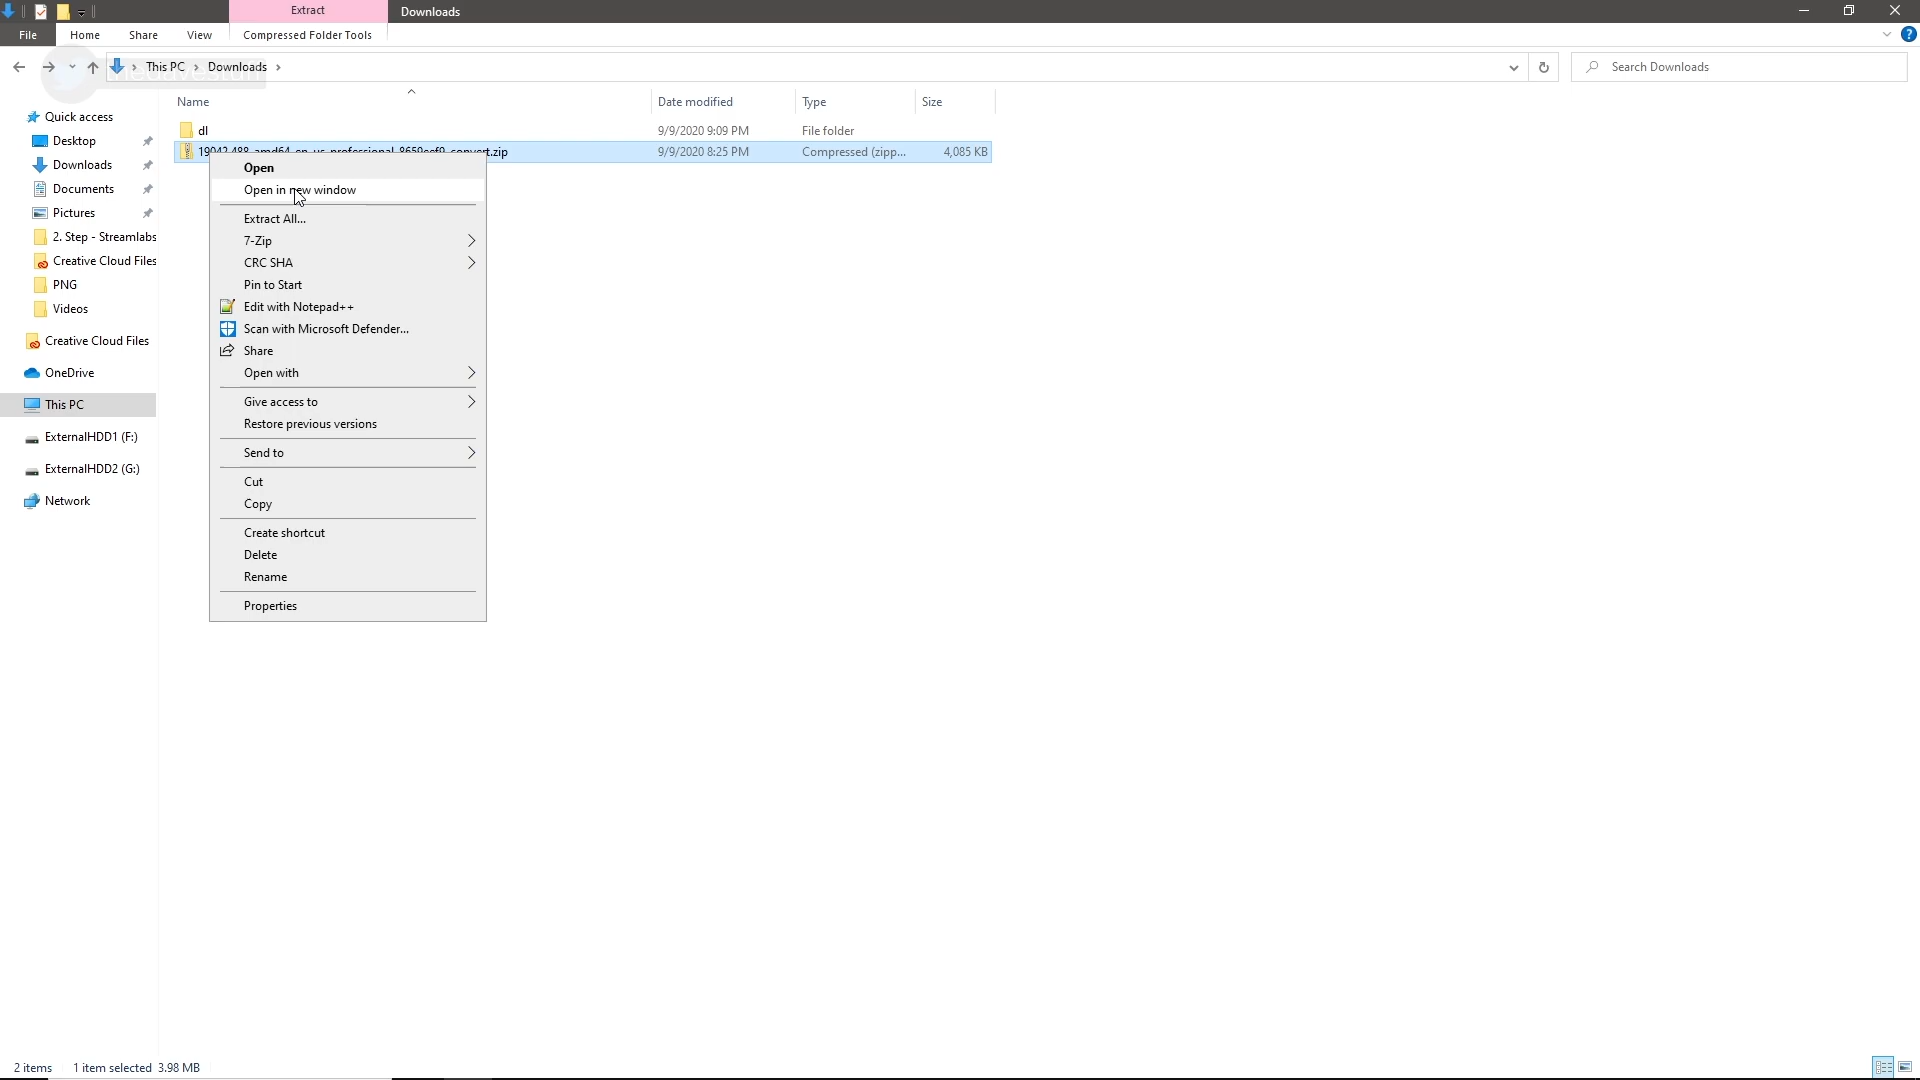 Extract
Downloads
File Home Share View Compressed Folder Tools
This PC Downloads
Search Downloads
Name Date modified Type Size
dl 9/9/2020 9:09 PM File folder
9/9/2020 8:25 PM Compressed (zipp... 4,085 KB
Quick access
Desktop
Downloads
Documents
Pictures
2. Step - Streamlabs
Creative Cloud Files
PNG
Videos
Creative Cloud Files
OneDrive
This PC
ExternalHDD1 (F:)
ExternalHDD2 (G:)
Network
Open
Open in new window
Extract All...
7-Zip
CRC SHA
Pin to Start
Edit with Notepad++
Scan with Microsoft Defender...
Share
Open with
Give access to
Restore previous versions
Send to
Cut
Copy
Create shortcut
Delete
Rename
Properties
2 items 1 item selected 3.98 MB